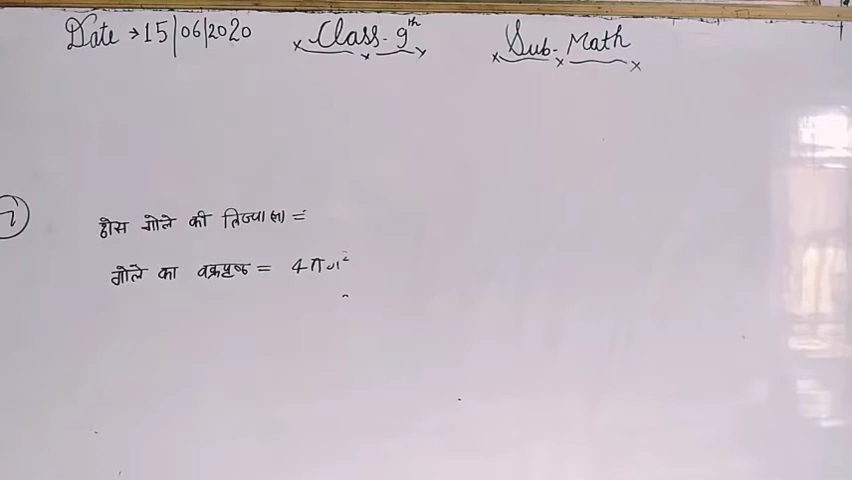 Date → 15/06/2020 Class-9th Sub-Math
7
ठोस गोले की त्रिज्या (r) =
गोले का वक्रपृष्ठ = 4πr²